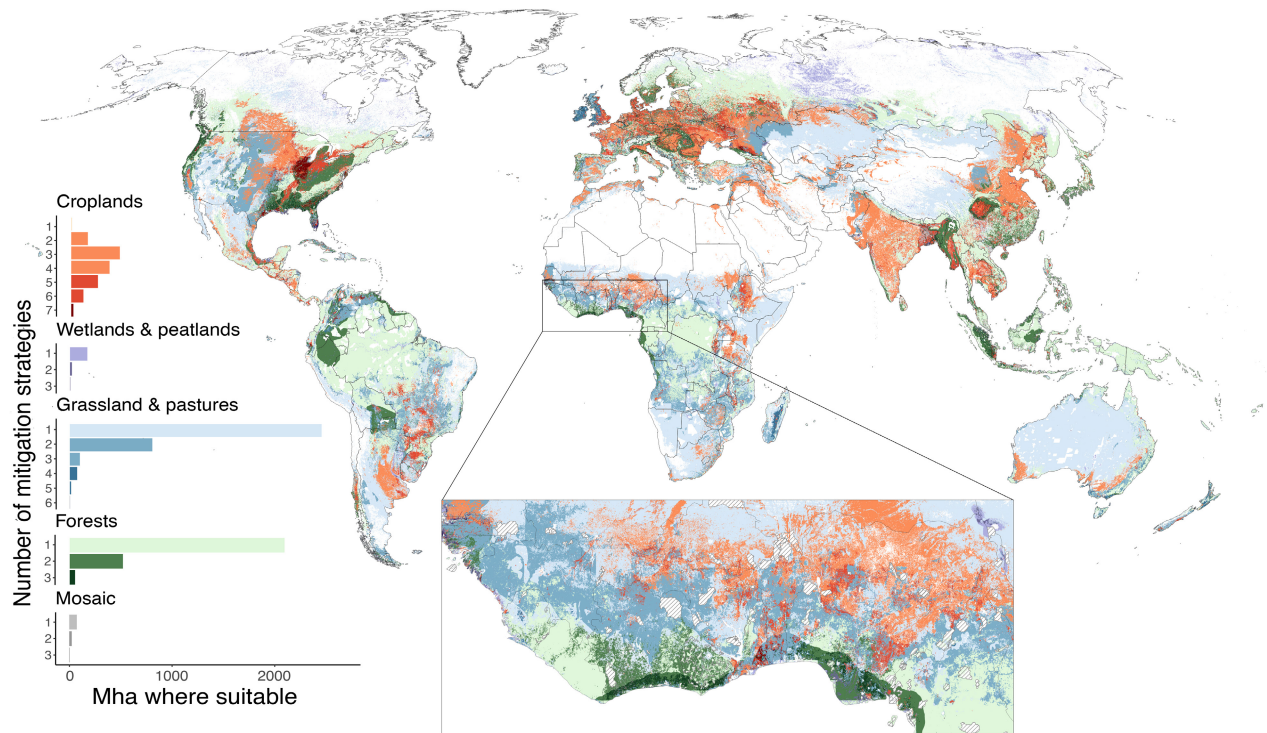 Number of mitigation strategies
Croplands
1
2
3
4
5
6
7
Wetlands & peatlands
1
2
3
Grassland & pastures
1
2
3
4
5
6
Forests
1
2
3
Mosaic
1
2
3
0 1000 2000
Mha where suitable